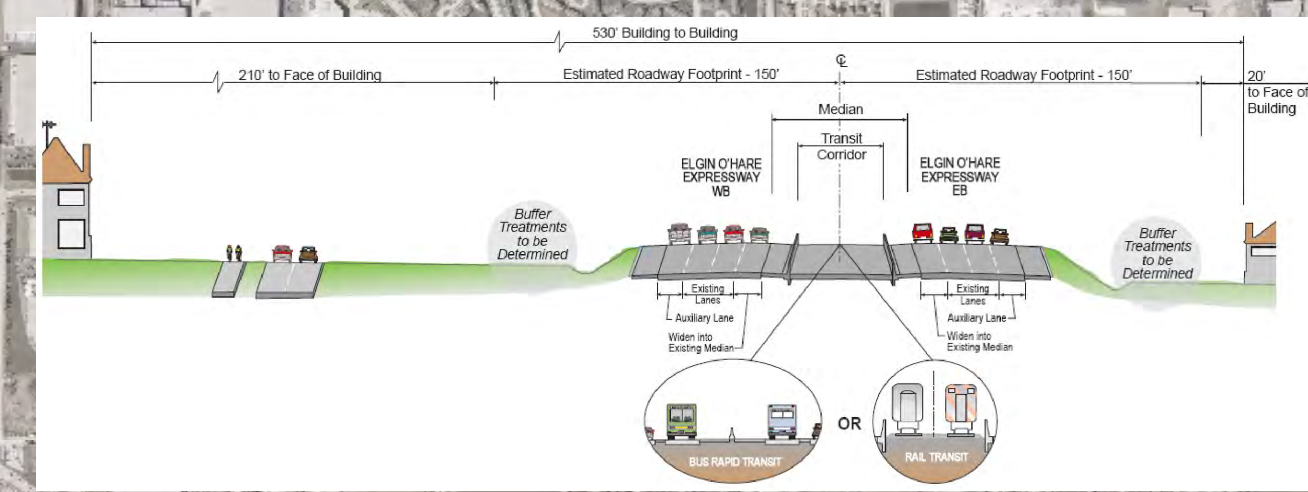 530' Building to Building
210' to Face of Building
Estimated Roadway Footprint - 150'
℄
Estimated Roadway Footprint - 150'
20'
to Face of
Building
Median
Transit
Corridor
ELGIN O'HARE
EXPRESSWAY
WB
ELGIN O'HARE
EXPRESSWAY
EB
Buffer
Treatments
to be
Determined
Buffer
Treatments
to be
Determined
Existing
Lanes
Auxiliary Lane
Widen into
Existing Median
Existing
Lanes
Auxiliary Lane
Widen into
Existing Median
BUS RAPID TRANSIT
OR
RAIL TRANSIT